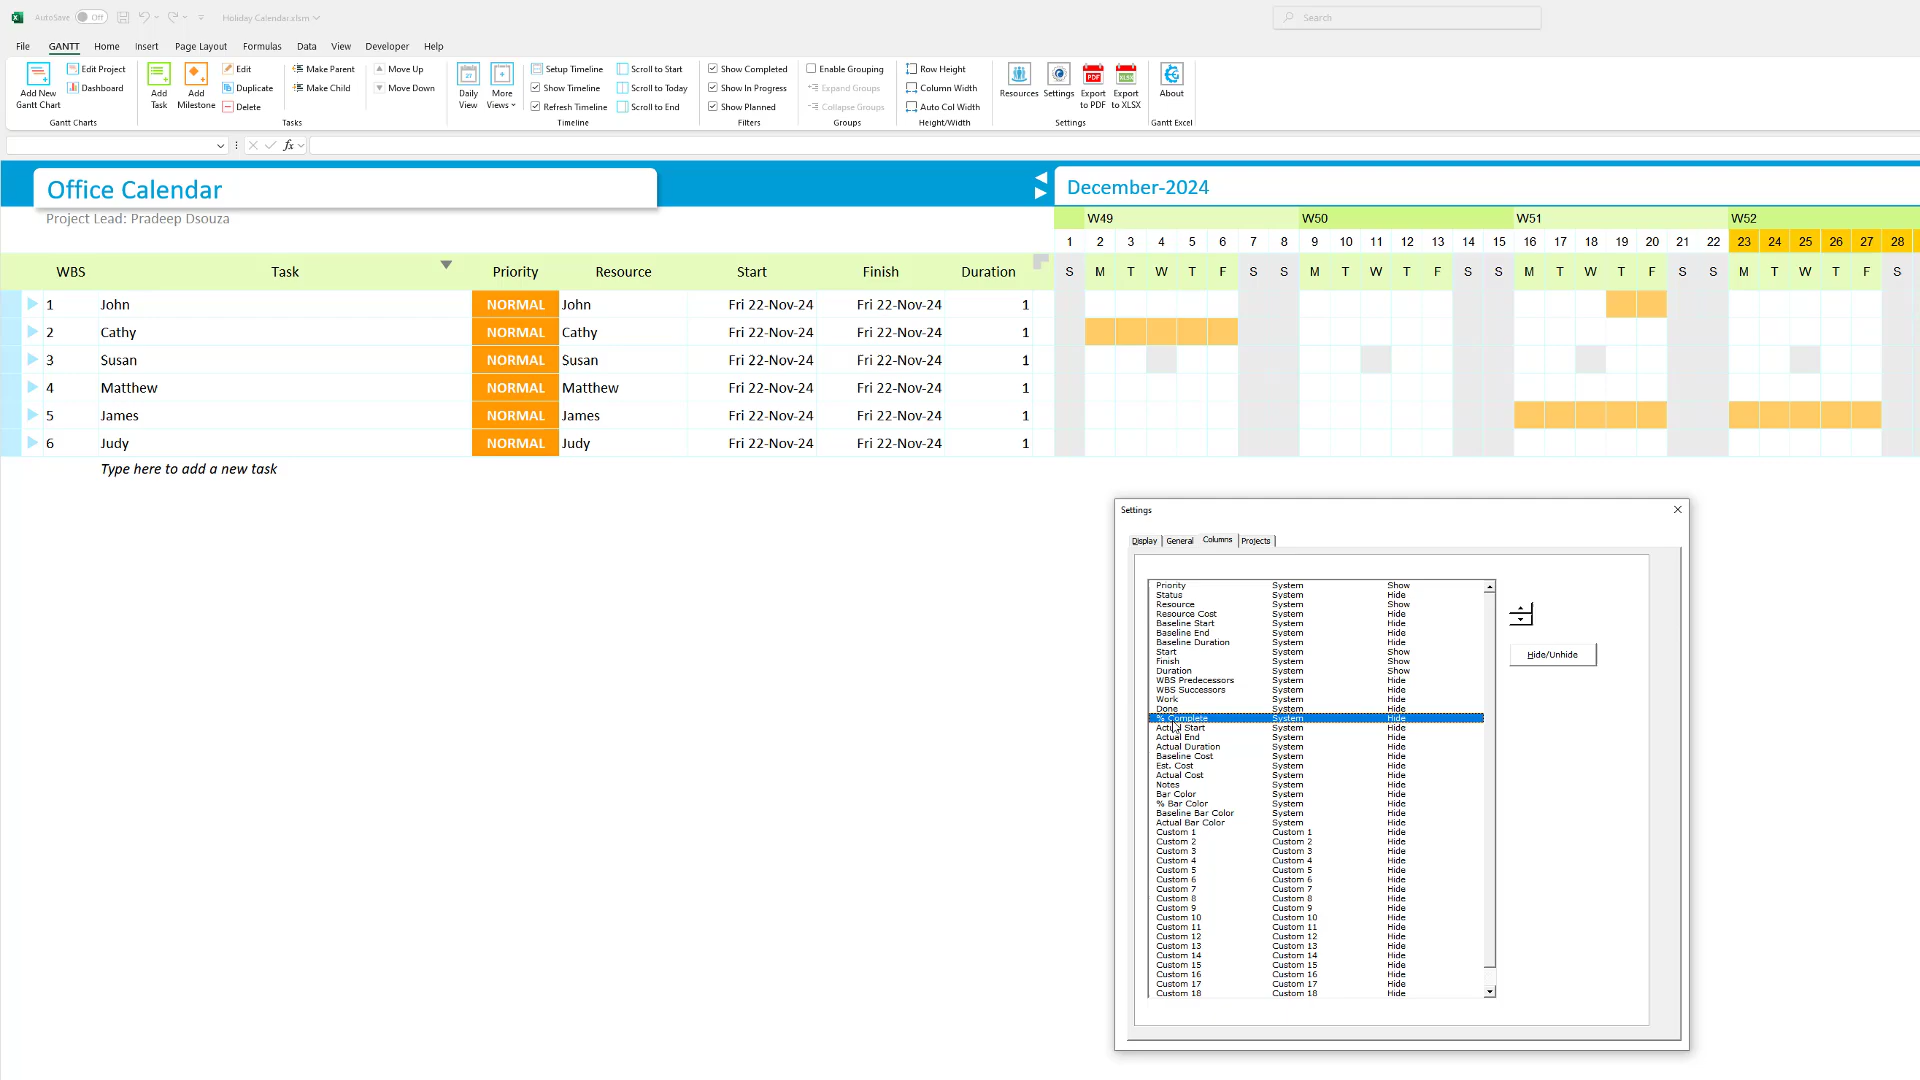 AutoSave Off Holiday Calendar.xlsm Search
File GANTT Home Insert Page Layout Formulas Data View Developer Help
Add New Gantt Chart Edit Project Dashboard Gantt Charts
Add Task Add Milestone Edit Duplicate Delete Make Parent Make Child Move Up Move Down Tasks
Daily View More Views Setup Timeline Show Timeline Refresh Timeline Scroll to Start Scroll to Today Scroll to End Timeline
Show Completed Show In Progress Show Planned Filters
Enable Grouping Expand Groups Collapse Groups Groups
Row Height Column Width Auto Col Width Height/Width
Resources Settings Export to PDF Export to XLSX Settings
About Gantt Excel
fx
Office Calendar
Project Lead: Pradeep Dsouza
December-2024
W49 W50 W51 W52
1 2 3 4 5 6 7 8 9 10 11 12 13 14 15 16 17 18 19 20 21 22 23 24 25 26 27 28
WBS Task Priority Resource Start Finish Duration S M T W T F S S M T W T F S S M T W T F S S M T W T F S
1 John NORMAL John Fri 22-Nov-24 Fri 22-Nov-24 1
2 Cathy NORMAL Cathy Fri 22-Nov-24 Fri 22-Nov-24 1
3 Susan NORMAL Susan Fri 22-Nov-24 Fri 22-Nov-24 1
4 Matthew NORMAL Matthew Fri 22-Nov-24 Fri 22-Nov-24 1
5 James NORMAL James Fri 22-Nov-24 Fri 22-Nov-24 1
6 Judy NORMAL Judy Fri 22-Nov-24 Fri 22-Nov-24 1
Type here to add a new task
Settings
Display General Columns Projects
Priority System Show
Status System Hide
Resource System Show
Resource Cost System Hide
Baseline Start System Hide
Baseline End System Hide
Baseline Duration System Hide
Start System Show
Finish System Show
Duration System Show
WBS Predecessors System Hide
WBS Successors System Hide
Work System Hide
Done System Hide
% Complete System Hide
Actual Start System Hide
Actual End System Hide
Actual Duration System Hide
Baseline Cost System Hide
Est. Cost System Hide
Actual Cost System Hide
Notes System Hide
Bar Color System Hide
% Bar Color System Hide
Baseline Bar Color System Hide
Actual Bar Color System Hide
Custom 1 Custom 1 Hide
Custom 2 Custom 2 Hide
Custom 3 Custom 3 Hide
Custom 4 Custom 4 Hide
Custom 5 Custom 5 Hide
Custom 6 Custom 6 Hide
Custom 7 Custom 7 Hide
Custom 8 Custom 8 Hide
Custom 9 Custom 9 Hide
Custom 10 Custom 10 Hide
Custom 11 Custom 11 Hide
Custom 12 Custom 12 Hide
Custom 13 Custom 13 Hide
Custom 14 Custom 14 Hide
Custom 15 Custom 15 Hide
Custom 16 Custom 16 Hide
Custom 17 Custom 17 Hide
Custom 18 Custom 18 Hide
Hide/Unhide